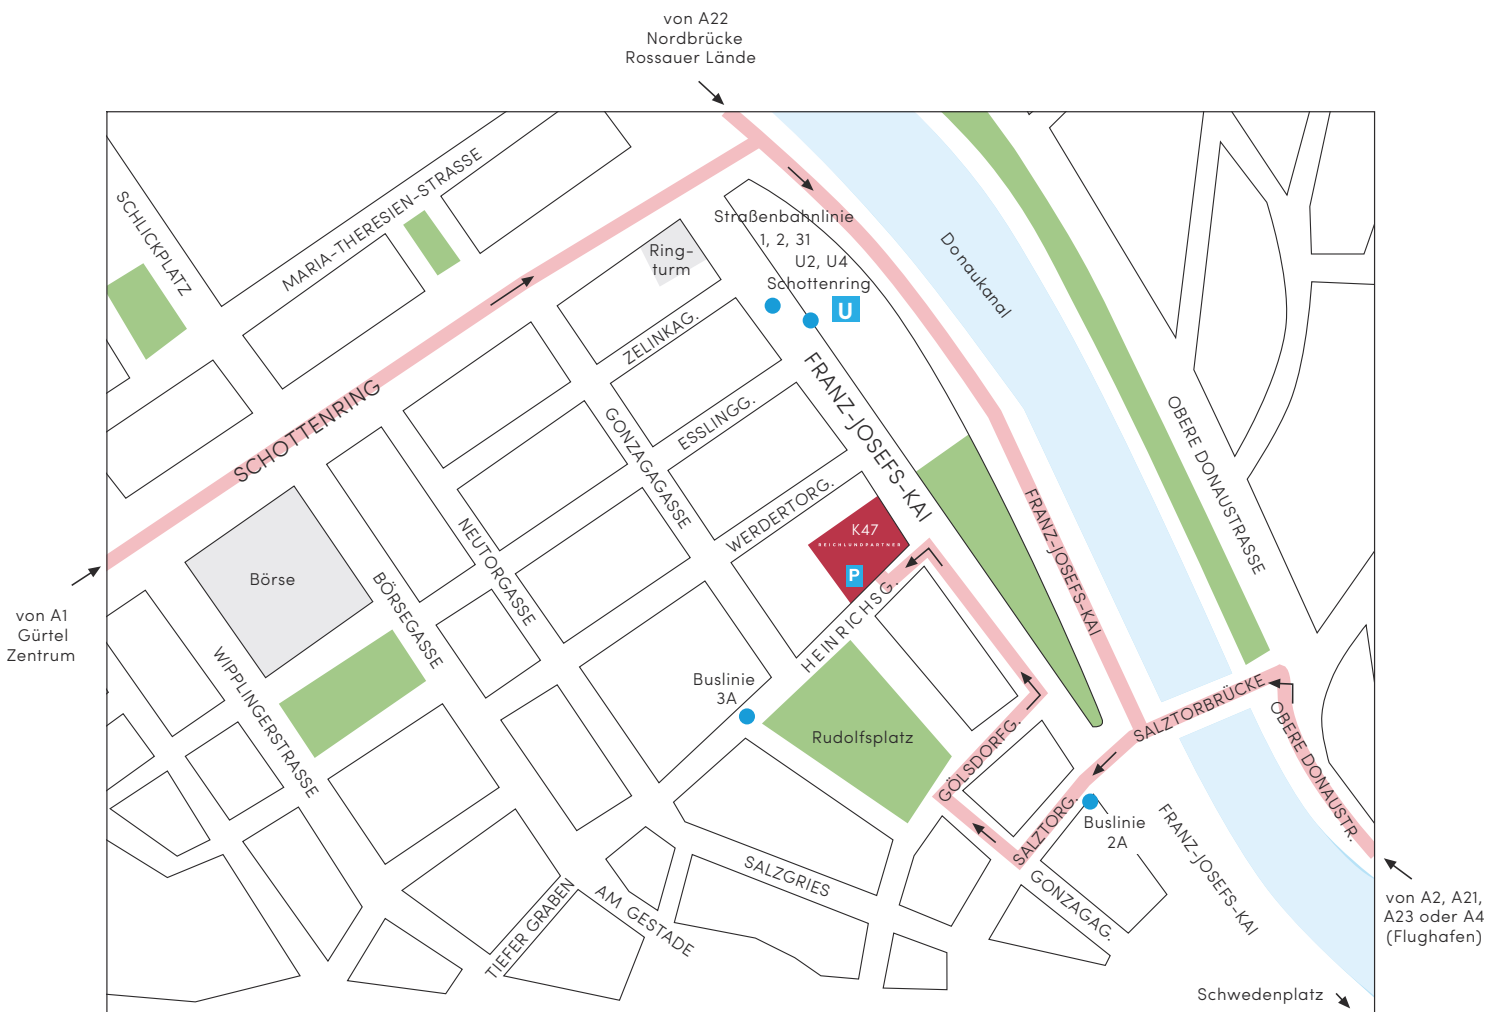 von A22
Nordbrücke
Rossauer Lände
SCHLICKPLATZ
MARIA-THERESIEN-STRASSE
Straßenbahnlinie
1, 2, 31
U2, U4
Schottenring
U
Ring-
turm
Donaukanal
ZELINKAG.
SCHOTTENRING
FRANZ-JOSEFS-KAI
ESSLINGG.
GONZAGAGASSE
OBERE DONAUSTRASSE
WERDERTORG.
K47
REICHLUNDPARTNER
P
FRANZ-JOSEFS-KAI
NEUTORGASSE
Börse
BÖRSEGASSE
HEINRICHSG.
von A1
Gürtel
Zentrum
WIPPLINGERSTRASSE
Buslinie
3A
Rudolfsplatz
GÖLSDORFG.
SALZTORBRÜCKE
OBERE DONAUSTR.
SALZTORG.
Buslinie
2A
FRANZ-JOSEFS-KAI
SALZGRIES
GONZAGAG.
TIEFER GRABEN
AM GESTADE
von A2, A21,
A23 oder A4
(Flughafen)
Schwedenplatz